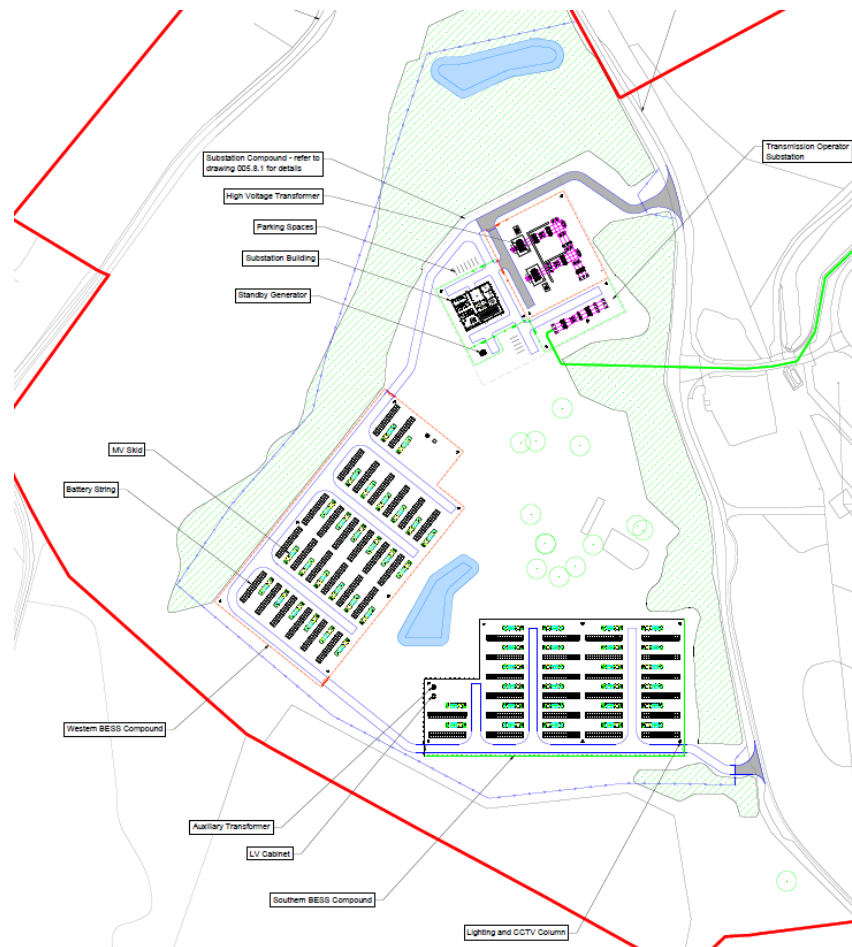 Substation Compound - refer to
drawing 005.8.1 for details
High Voltage Transformer
Parking Spaces
Substation Building
Standby Generator
Transmission Operator
Substation
MV Skid
Battery String
Western BESS Compound
Auxiliary Transformer
LV Cabinet
Southern BESS Compound
Lighting and CCTV Column